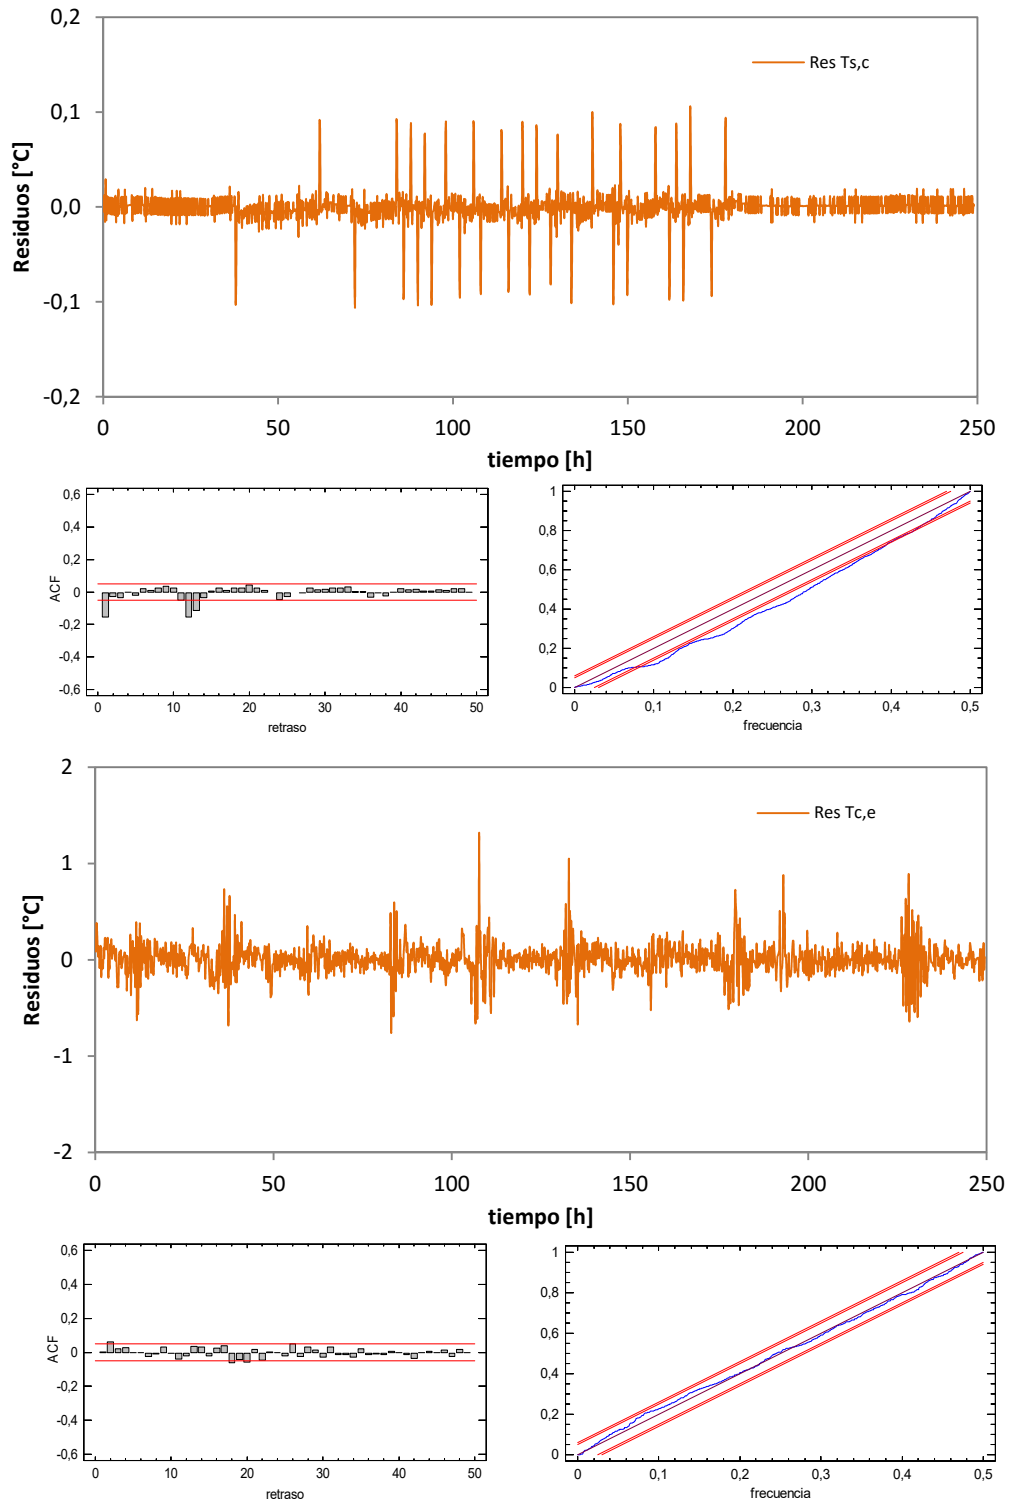 0,2
Res Ts,c
0,1
0,0
-0,1
-0,2
Residuos [°C]
0 50 100 150 200 250
tiempo [h]
0,6
0,4
0,2
0
-0,2
-0,4
-0,6
ACF
0 10 20 30 40 50
retraso
1
0,8
0,6
0,4
0,2
0
0 0,1 0,2 0,3 0,4 0,5
frecuencia
2
Res Tc,e
1
0
-1
-2
Residuos [°C]
0 50 100 150 200 250
tiempo [h]
0,6
0,4
0,2
0
-0,2
-0,4
-0,6
ACF
0 10 20 30 40 50
retraso
1
0,8
0,6
0,4
0,2
0
0 0,1 0,2 0,3 0,4 0,5
frecuencia